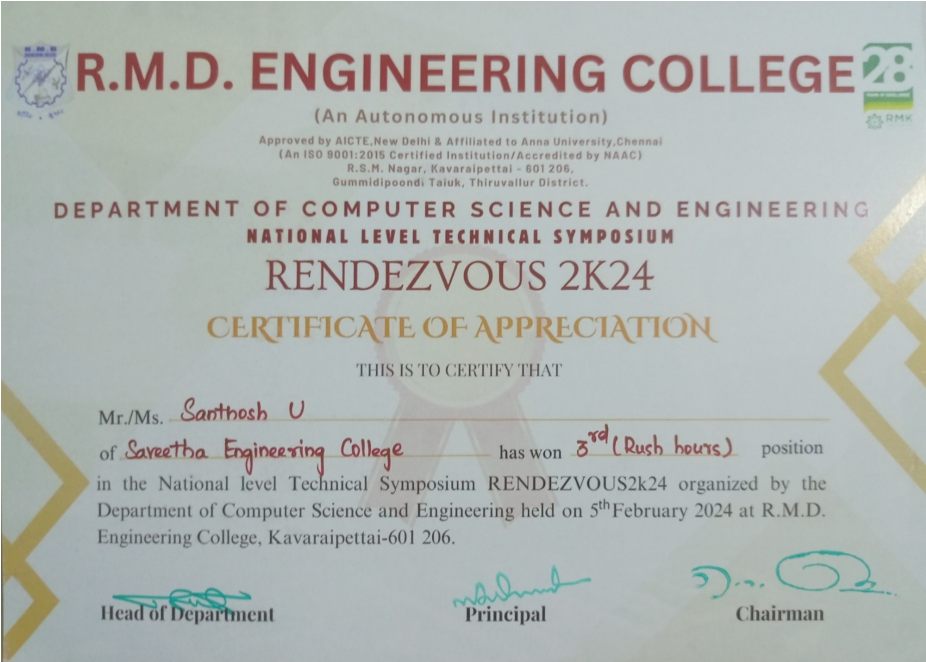 R.M.D. ENGINEERING COLLEGE
28
RMK
(An Autonomous Institution)
Approved by AICTE,New Delhi & Affiliated to Anna University,Chennai
(An ISO 9001:2015 Certified Institution/Accredited by NAAC)
R.S.M. Nagar, Kavaraipettai - 601 206,
Gummidipoondi Taluk, Thiruvallur District.
DEPARTMENT OF COMPUTER SCIENCE AND ENGINEERING
NATIONAL LEVEL TECHNICAL SYMPOSIUM
RENDEZVOUS 2K24
CERTIFICATE OF APPRECIATION
THIS IS TO CERTIFY THAT
Mr./Ms. Santhosh U
of Saveetha Engineering College has won 3rd (Rush hours) position
in the National level Technical Symposium RENDEZVOUS2k24 organized by the
Department of Computer Science and Engineering held on 5th February 2024 at R.M.D.
Engineering College, Kavaraipettai-601 206.
Head of Department Principal Chairman